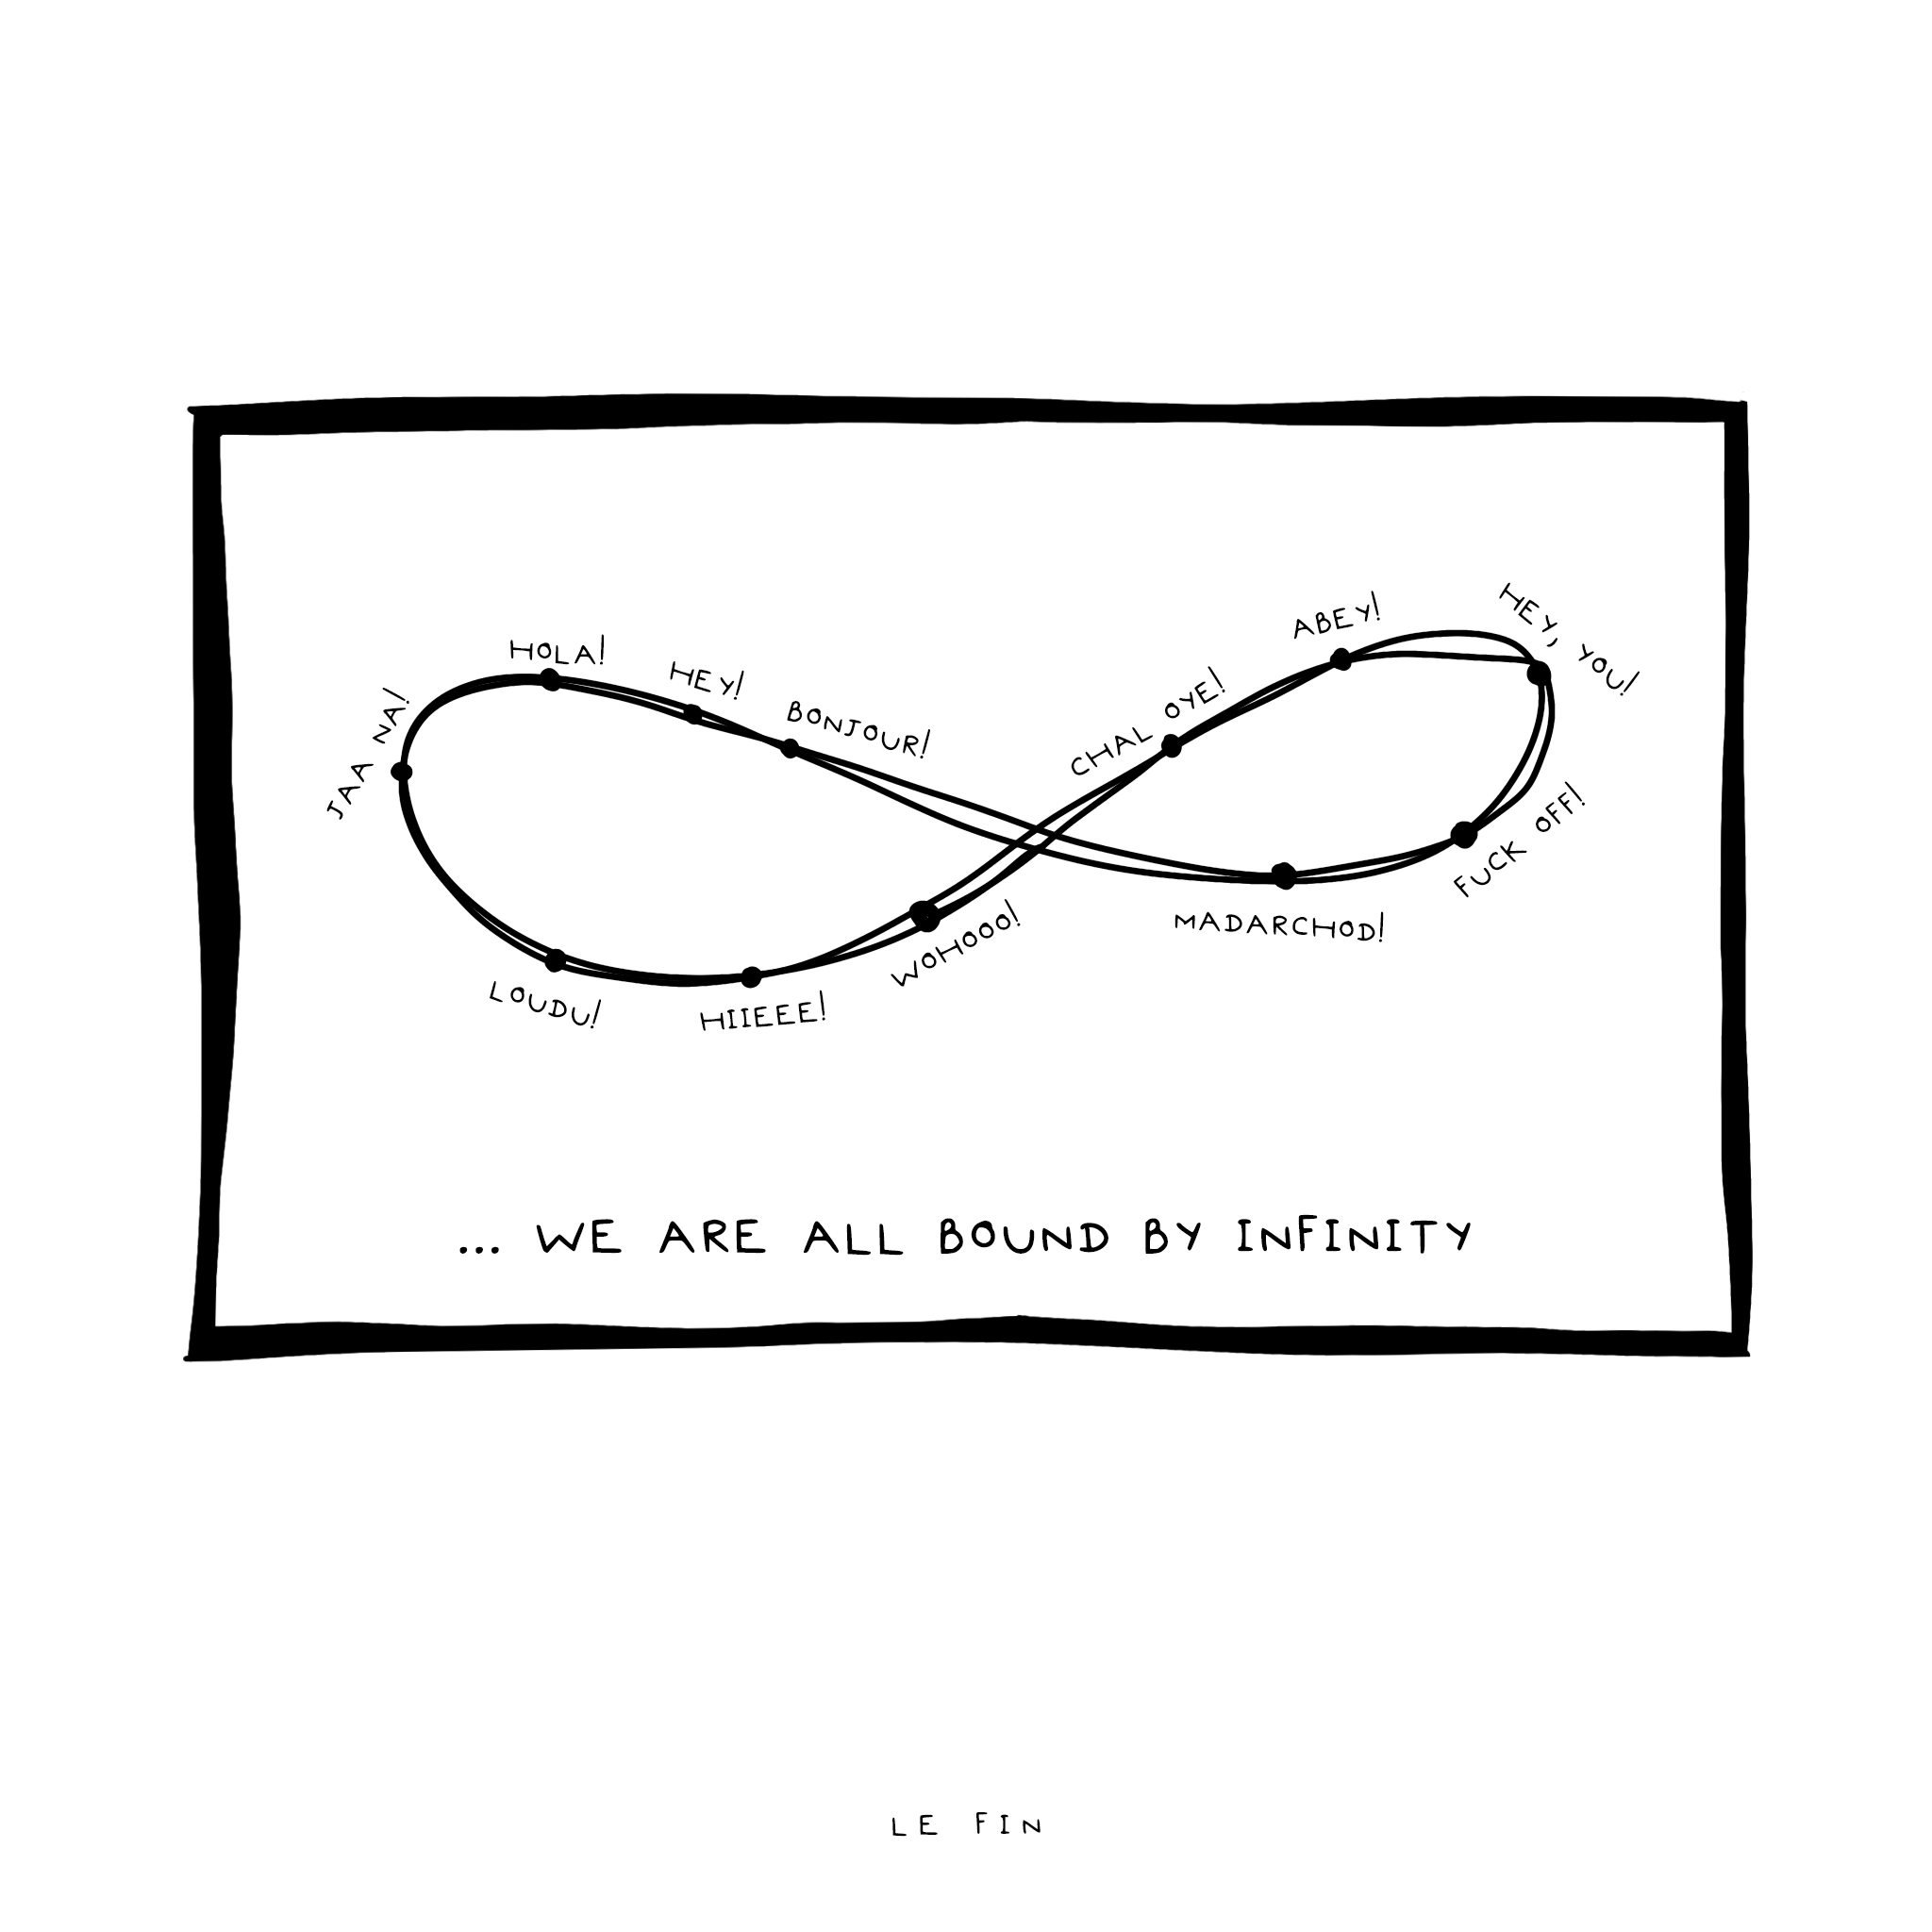 HOLA!
HEY!
BONJOUR!
JAA NA!
CHAL OYE!
ABEY!
HEY, YOU!
FUCK OFF!
MADARCHOD!
WOHOOO!
HIIEEE!
LOUDU!
... WE ARE ALL BOUND BY INFINITY
LE FIN